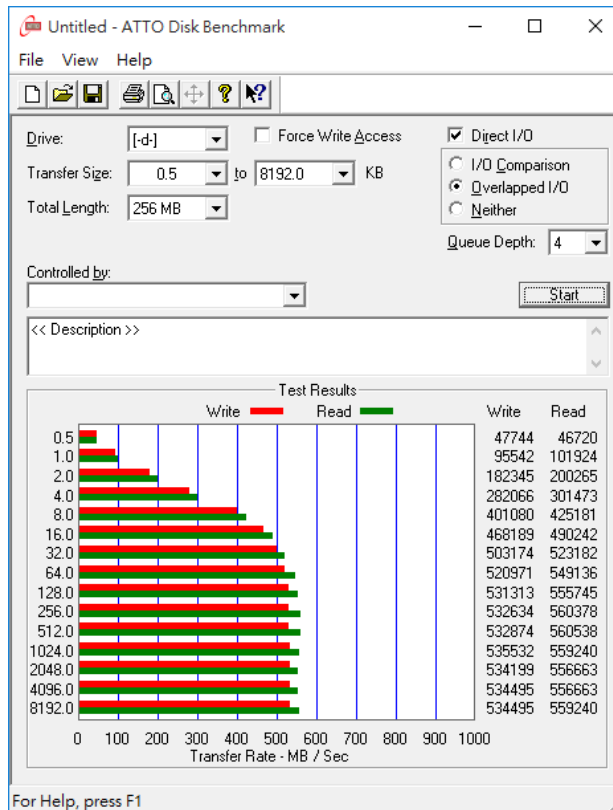 Untitled - ATTO Disk Benchmark
File View Help
Drive: [-d-] Force Write Access Direct I/O
Transfer Size: 0.5 to 8192.0 KB I/O Comparison
Overlapped I/O
Total Length: 256 MB Neither
Queue Depth: 4
Controlled by:
Start
<< Description >>
Test Results
Write Read Write Read
0.5 47744 46720
1.0 95542 101924
2.0 182345 200265
4.0 282066 301473
8.0 401080 425181
16.0 468189 490242
32.0 503174 523182
64.0 520971 549136
128.0 531313 555745
256.0 532634 560378
512.0 532874 560538
1024.0 535532 559240
2048.0 534199 556663
4096.0 534495 556663
8192.0 534495 559240
0 100 200 300 400 500 600 700 800 900 1000
Transfer Rate - MB / Sec
For Help, press F1